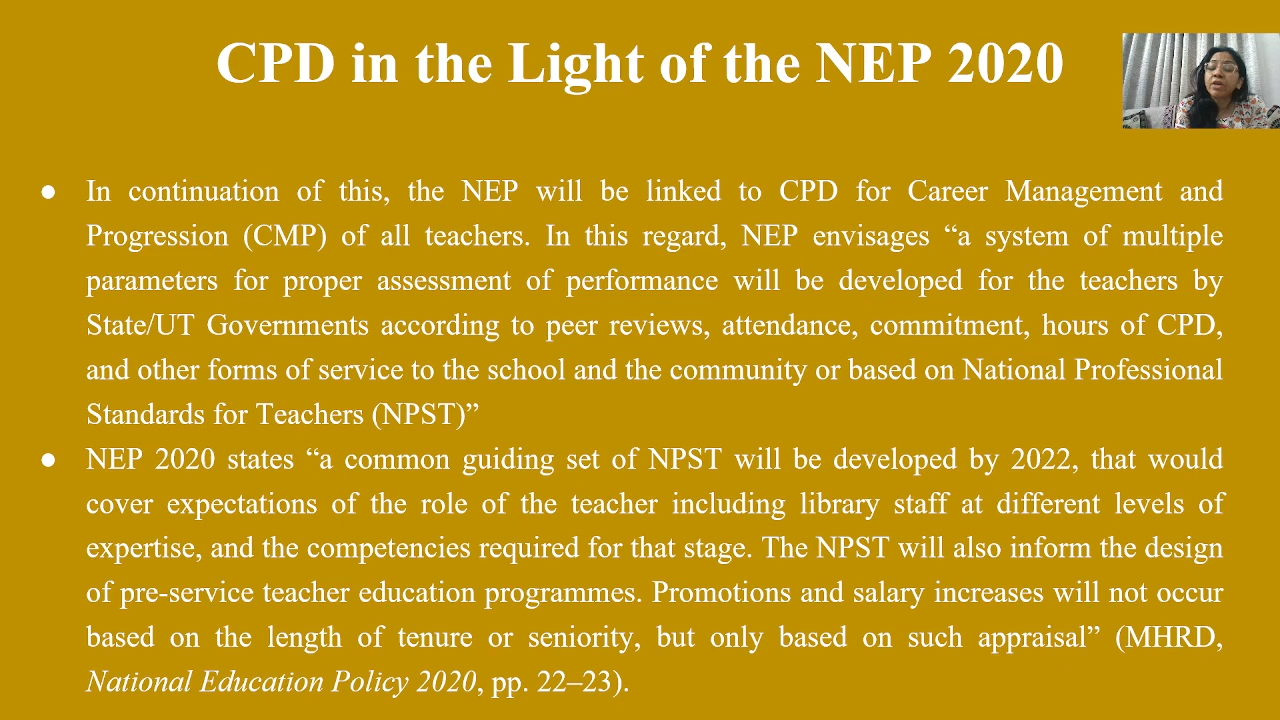 CPD in the Light of the NEP 2020
● In continuation of this, the NEP will be linked to CPD for Career Management and
Progression (CMP) of all teachers. In this regard, NEP envisages “a system of multiple
parameters for proper assessment of performance will be developed for the teachers by
State/UT Governments according to peer reviews, attendance, commitment, hours of CPD,
and other forms of service to the school and the community or based on National Professional
Standards for Teachers (NPST)”
● NEP 2020 states “a common guiding set of NPST will be developed by 2022, that would
cover expectations of the role of the teacher including library staff at different levels of
expertise, and the competencies required for that stage. The NPST will also inform the design
of pre-service teacher education programmes. Promotions and salary increases will not occur
based on the length of tenure or seniority, but only based on such appraisal” (MHRD,
National Education Policy 2020, pp. 22–23).